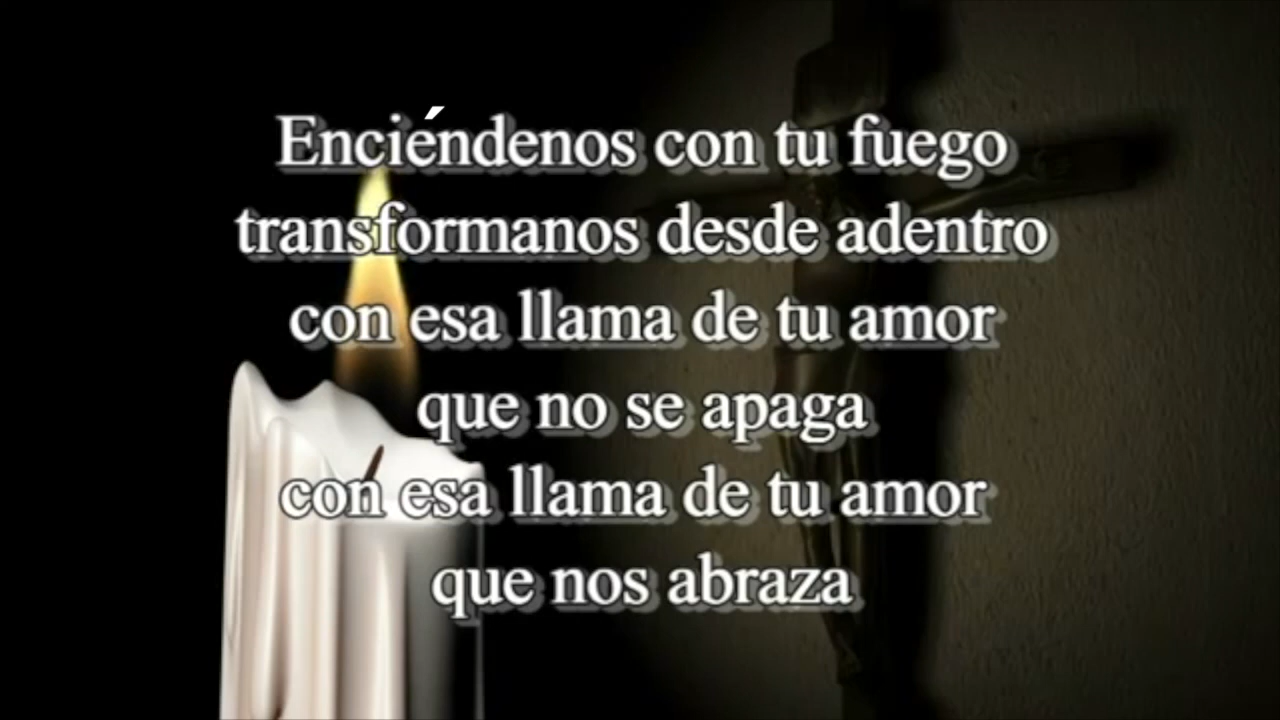 Enciéndenos con tu fuego
transformanos desde adentro
con esa llama de tu amor
que no se apaga
con esa llama de tu amor
que nos abraza